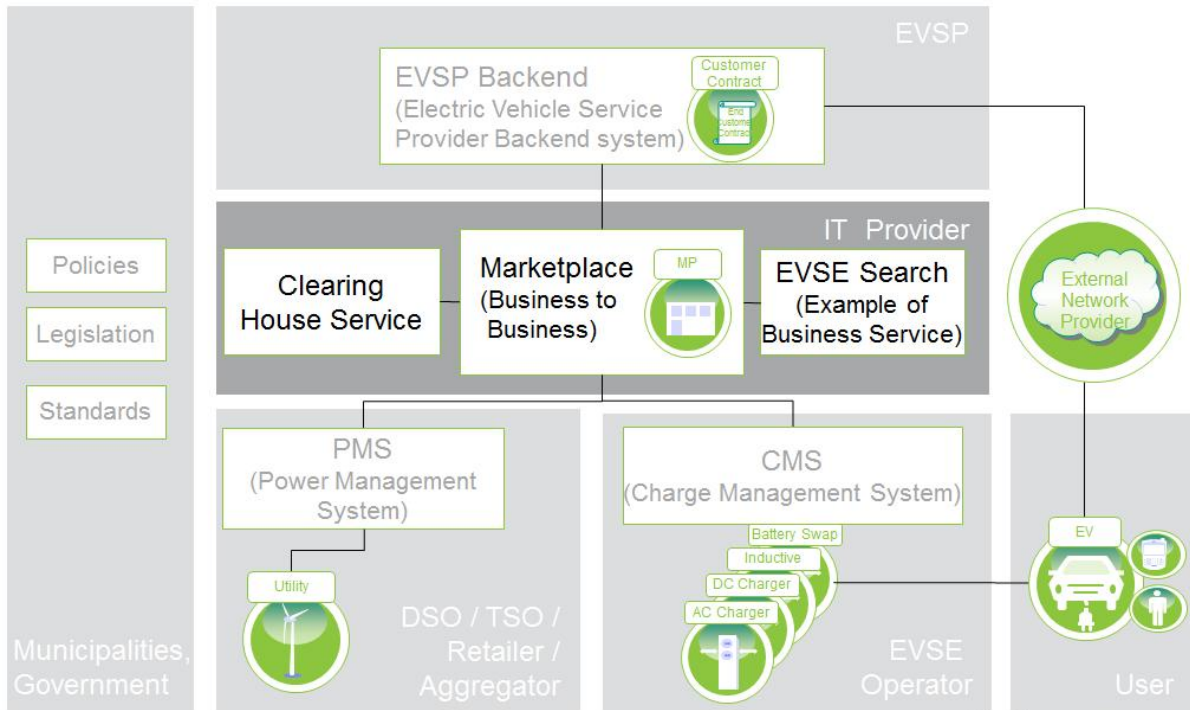 EVSP
EVSP Backend
(Electric Vehicle Service
Provider Backend system)
Customer
Contract
End
Customer
Contract
IT Provider
Clearing
House Service
Marketplace
(Business to
Business)
MP
EVSE Search
(Example of
Business Service)
External
Network
Provider
Policies
Legislation
Standards
Municipalities,
Government
PMS
(Power Management
System)
Utility
DSO / TSO /
Retailer /
Aggregator
CMS
(Charge Management System)
Battery Swap
Inductive
DC Charger
AC Charger
EVSE
Operator
EV
User